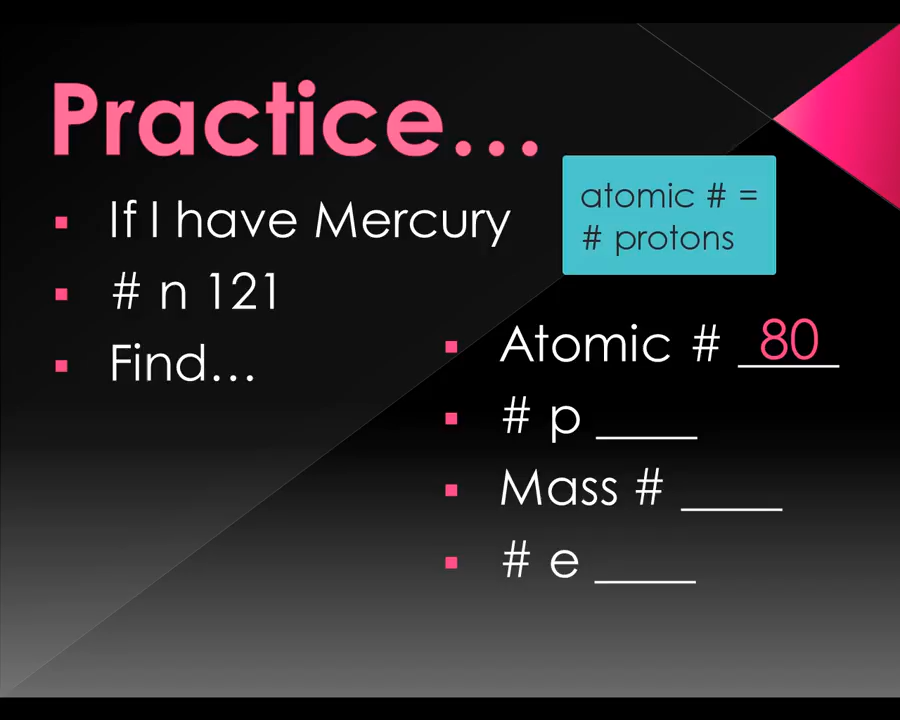 Practice...
If I have Mercury
# n 121
Find...
atomic # =
# protons
Atomic # 80
# p ____
Mass # ____
# e ____